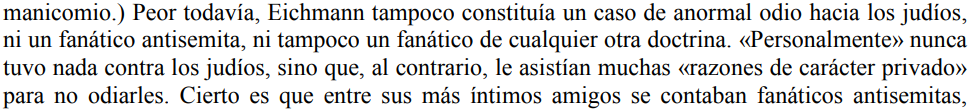 manicomio.) Peor todavía, Eichmann tampoco constituía un caso de anormal odio hacia los judíos,
ni un fanático antisemita, ni tampoco un fanático de cualquier otra doctrina. «Personalmente» nunca
tuvo nada contra los judíos, sino que, al contrario, le asistían muchas «razones de carácter privado»
para no odiarles. Cierto es que entre sus más íntimos amigos se contaban fanáticos antisemitas,